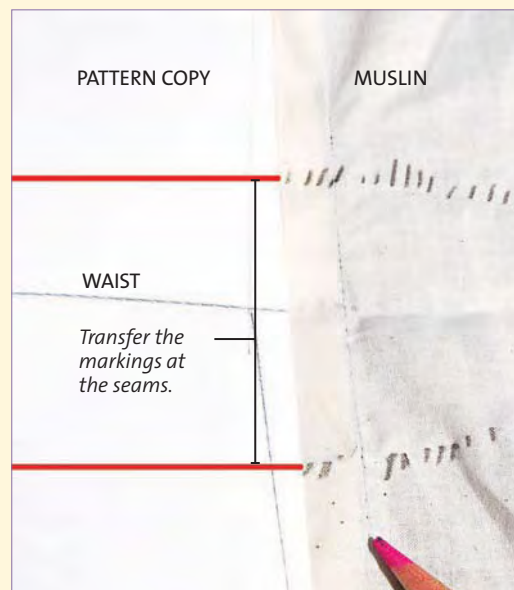 PATTERN COPY
MUSLIN
WAIST
Transfer the
markings at
the seams.